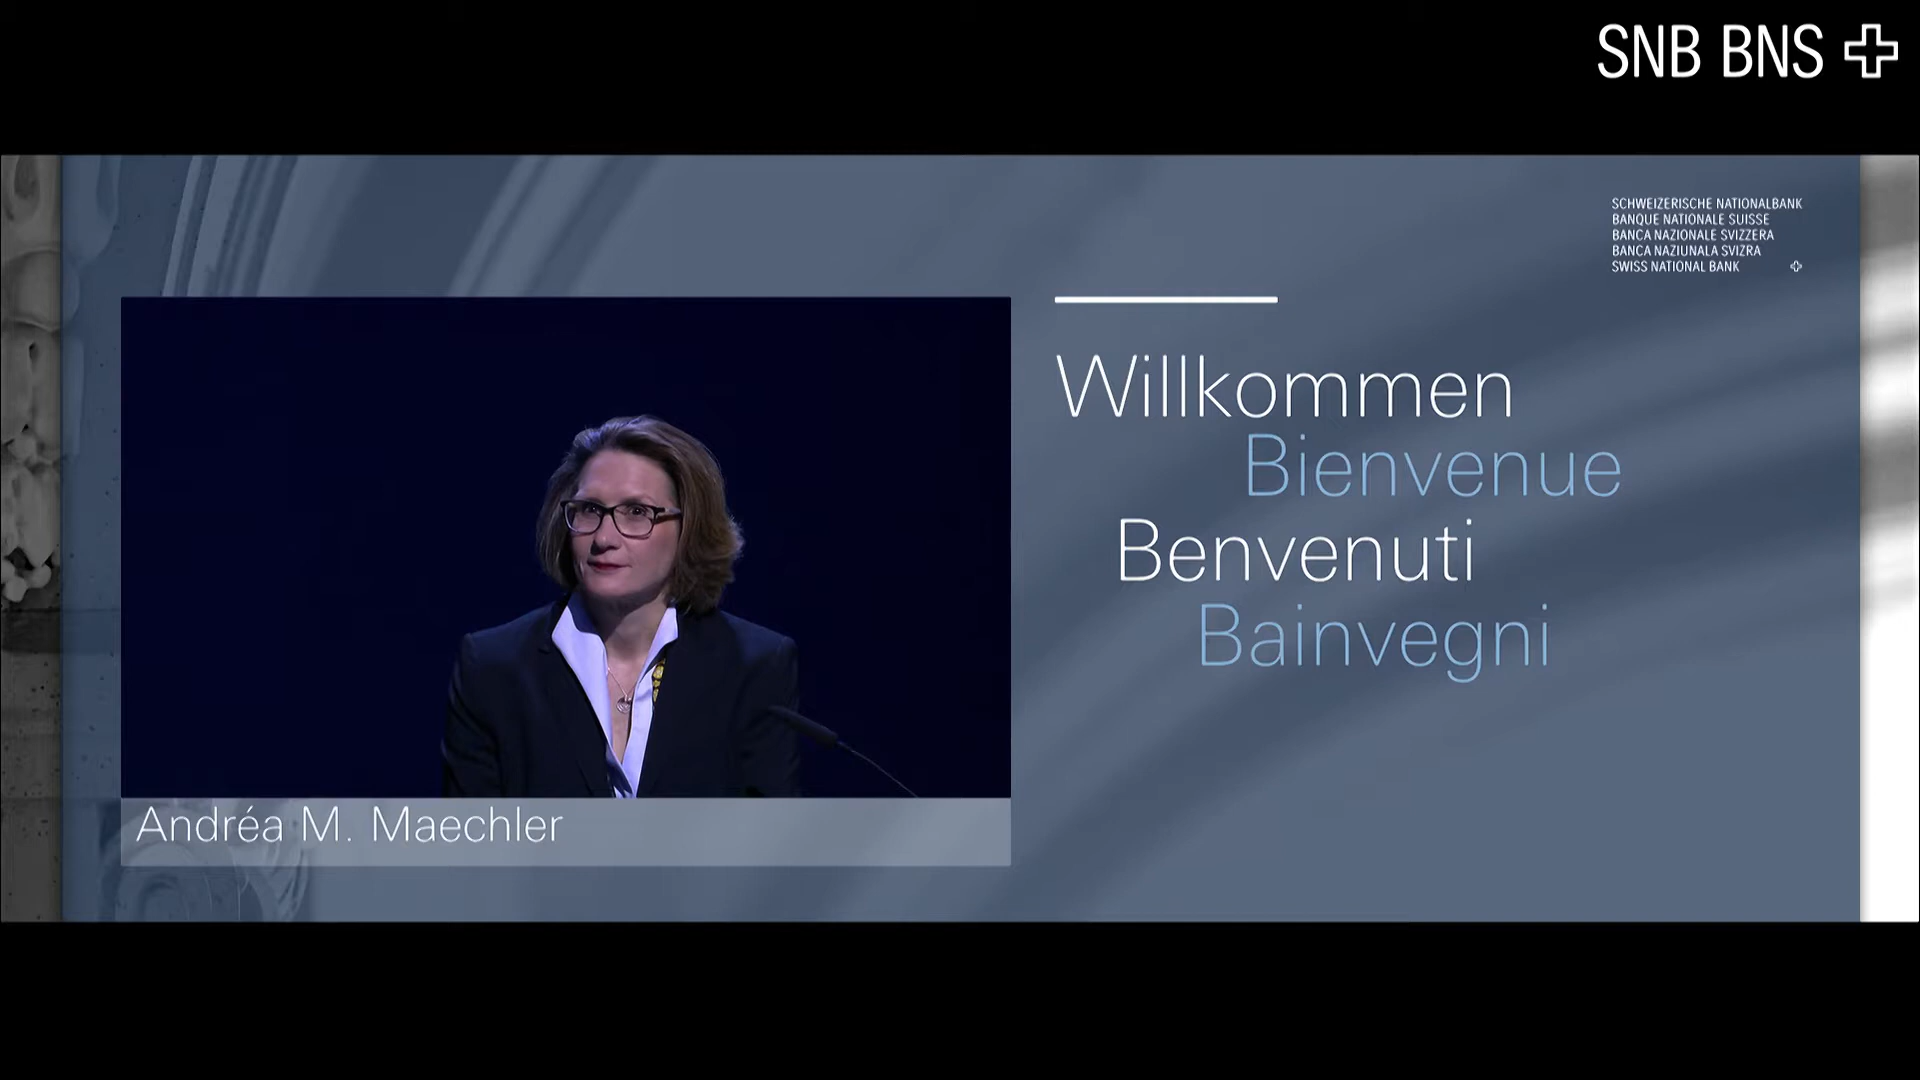 SNB BNS
SCHWEIZERISCHE NATIONALBANK
BANQUE NATIONALE SUISSE
BANCA NAZIONALE SVIZZERA
BANCA NAZIUNALA SVIZRA
SWISS NATIONAL BANK
Willkommen
Bienvenue
Benvenuti
Bainvegni
Andréa M. Maechler